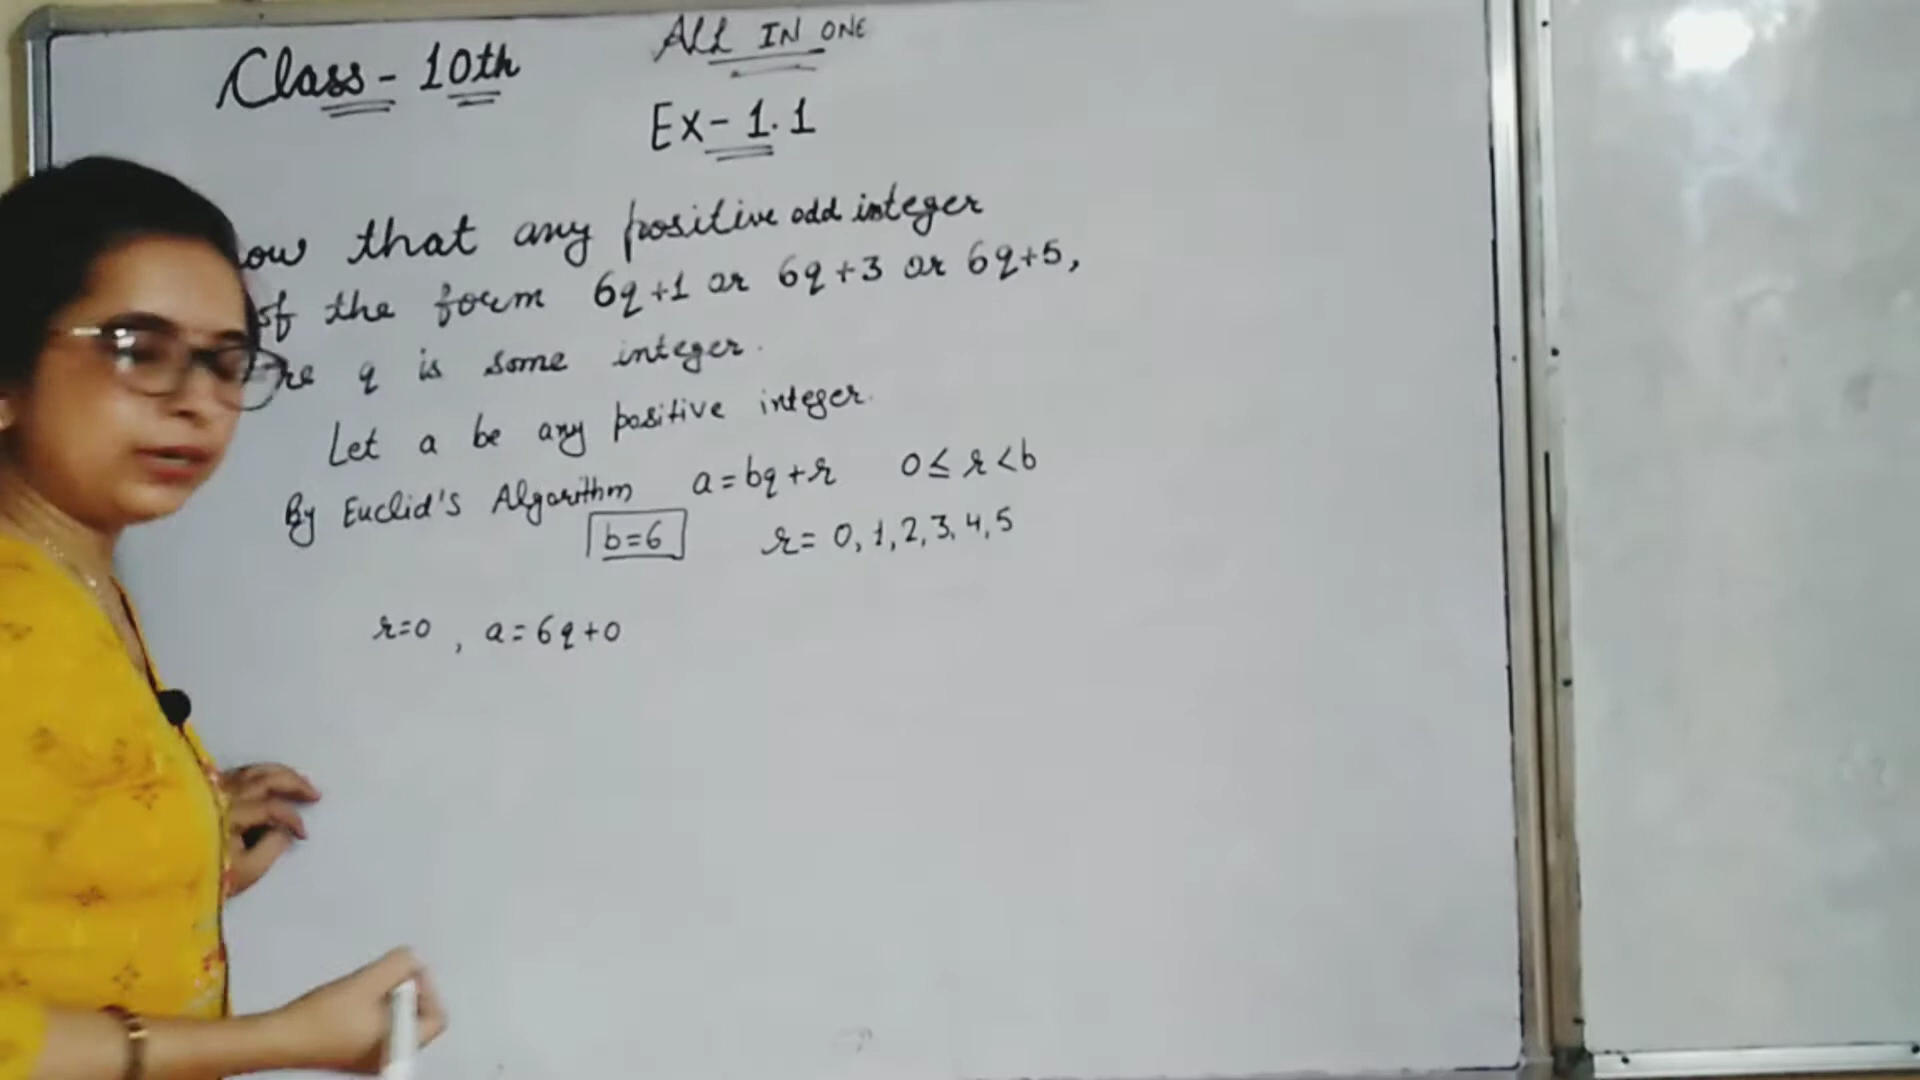 ALL IN ONE
Class - 10th
Ex - 1.1
that any positive odd integer
of the form 6q+1 or 6q+3 or 6q+5,
q is some integer.
Let a be any positive integer.
By Euclid's Algorithm a = bq + r 0 ≤ r < b
b=6 r = 0, 1, 2, 3, 4, 5
r=0 , a = 6q+0